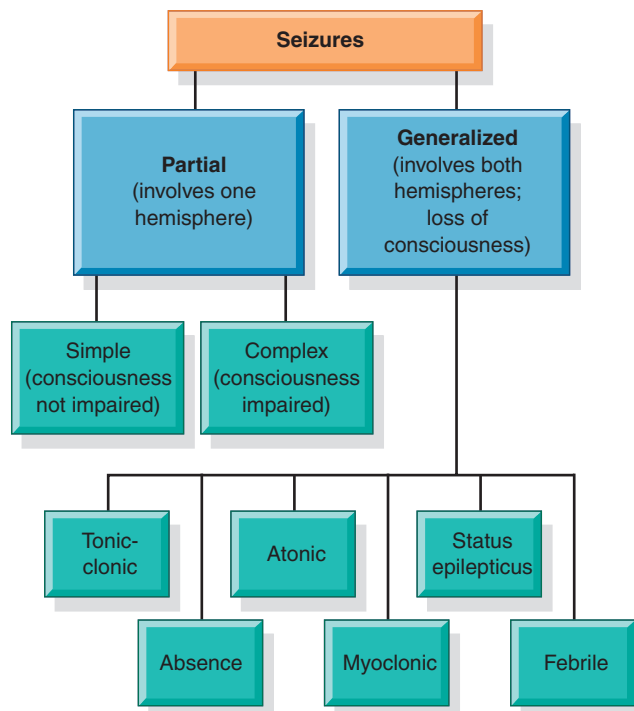 Seizures
Partial
(involves one
hemisphere)
Generalized
(involves both
hemispheres;
loss of
consciousness)
Simple
(consciousness
not impaired)
Complex
(consciousness
impaired)
Tonic-
clonic
Atonic
Status
epilepticus
Absence
Myoclonic
Febrile